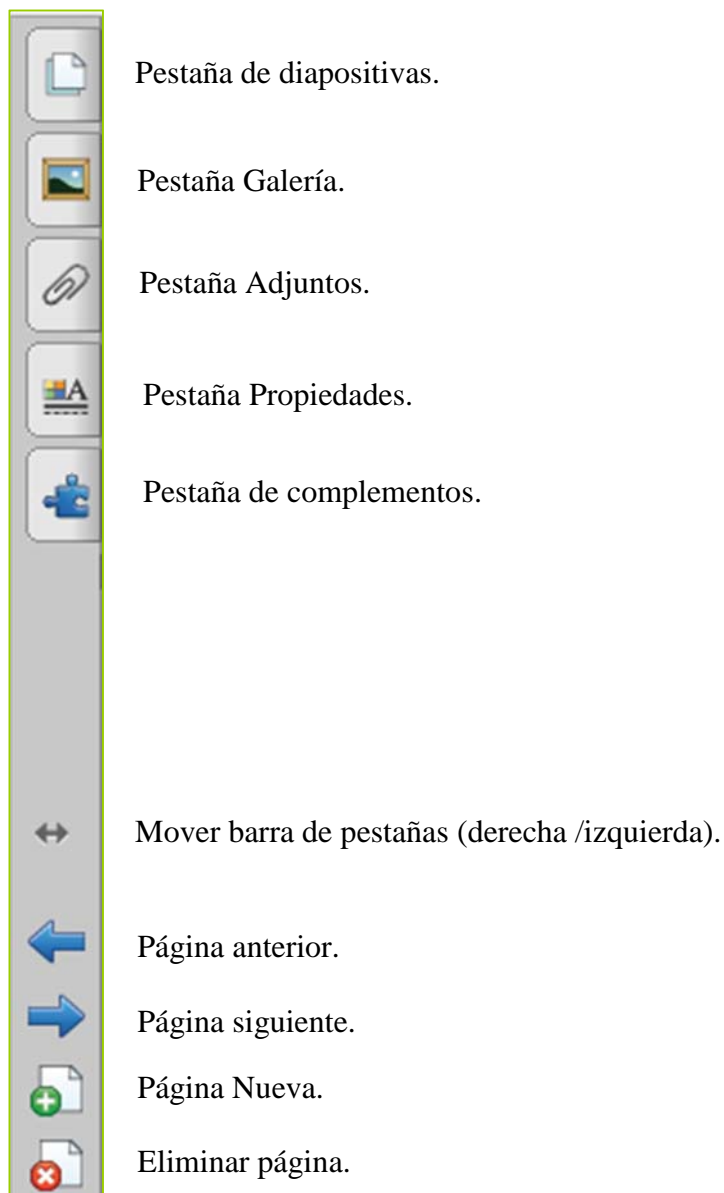 Pestaña de diapositivas.
Pestaña Galería.
Pestaña Adjuntos.
Pestaña Propiedades.
Pestaña de complementos.
Mover barra de pestañas (derecha /izquierda).
Página anterior.
Página siguiente.
Página Nueva.
Eliminar página.